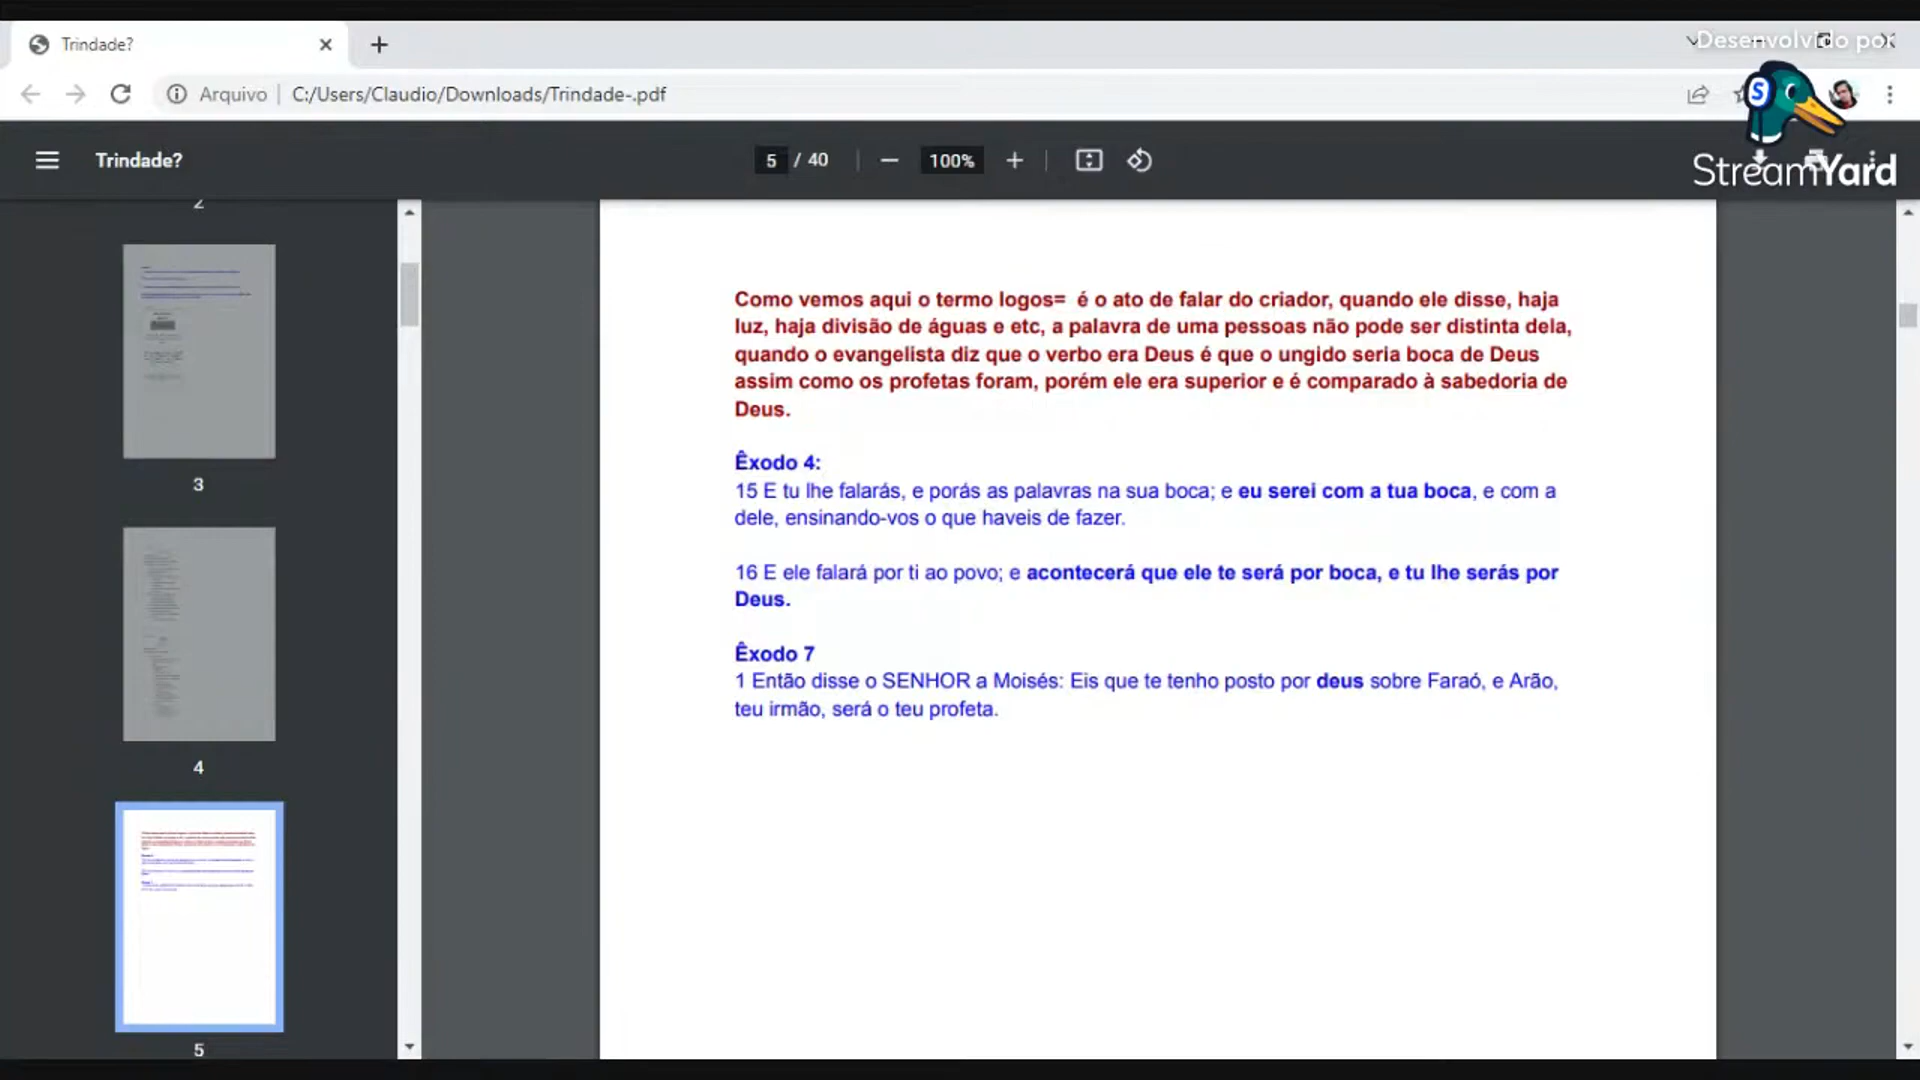 Trindade?
Desenvolvido por
Arquivo
C:/Users/Claudio/Downloads/Trindade-.pdf
Trindade?
5 / 40
100%
StreamYard
2
3
4
5
Como vemos aqui o termo logos= é o ato de falar do criador, quando ele disse, haja
luz, haja divisão de águas e etc, a palavra de uma pessoas não pode ser distinta dela,
quando o evangelista diz que o verbo era Deus é que o ungido seria boca de Deus
assim como os profetas foram, porém ele era superior e é comparado à sabedoria de
Deus.
Êxodo 4:
15 E tu lhe falarás, e porás as palavras na sua boca; e eu serei com a tua boca, e com a
dele, ensinando-vos o que haveis de fazer.
16 E ele falará por ti ao povo; e acontecerá que ele te será por boca, e tu lhe serás por
Deus.
Êxodo 7
1 Então disse o SENHOR a Moisés: Eis que te tenho posto por deus sobre Faraó, e Arão,
teu irmão, será o teu profeta.